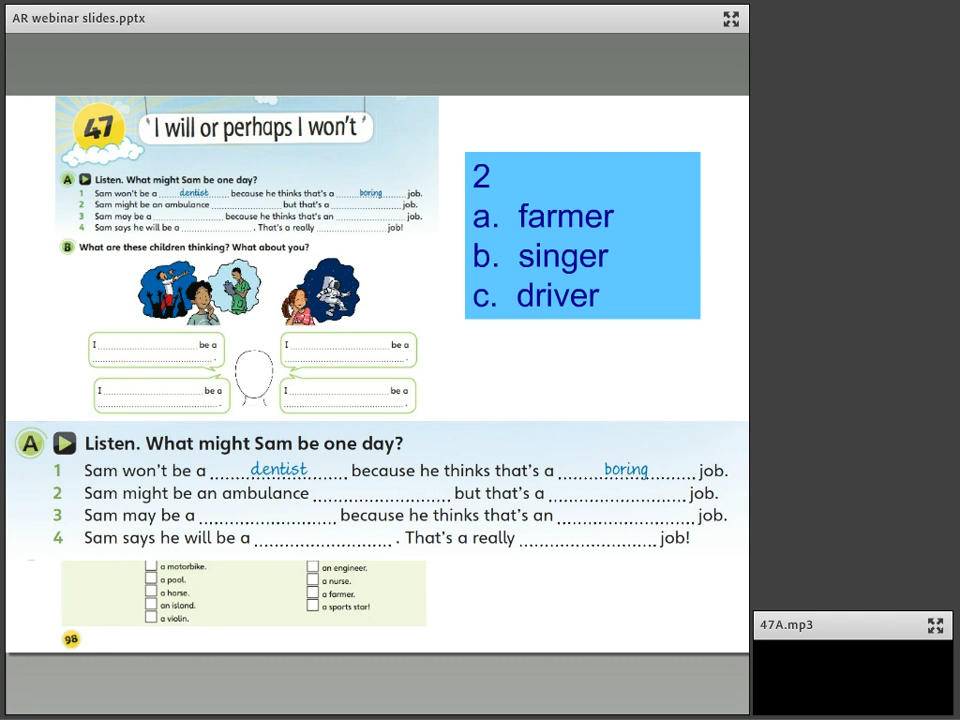 AR webinar slides.pptx
47
'I will or perhaps I won't'
A Listen. What might Sam be one day?
1 Sam won't be a dentist because he thinks that's a boring job.
2 Sam might be an ambulance but that's a job.
3 Sam may be a because he thinks that's an job.
4 Sam says he will be a . That's a really job!
B What are these children thinking? What about you?
I be a
.
I be a
.
I be a
.
I be a
.
2
a. farmer
b. singer
c. driver
A Listen. What might Sam be one day?
1 Sam won't be a dentist because he thinks that's a boring job.
2 Sam might be an ambulance but that's a job.
3 Sam may be a because he thinks that's an job.
4 Sam says he will be a . That's a really job!
a motorbike.
a pool.
a horse.
an island.
a violin.
an engineer.
a nurse.
a farmer.
a sports star!
98
47A.mp3